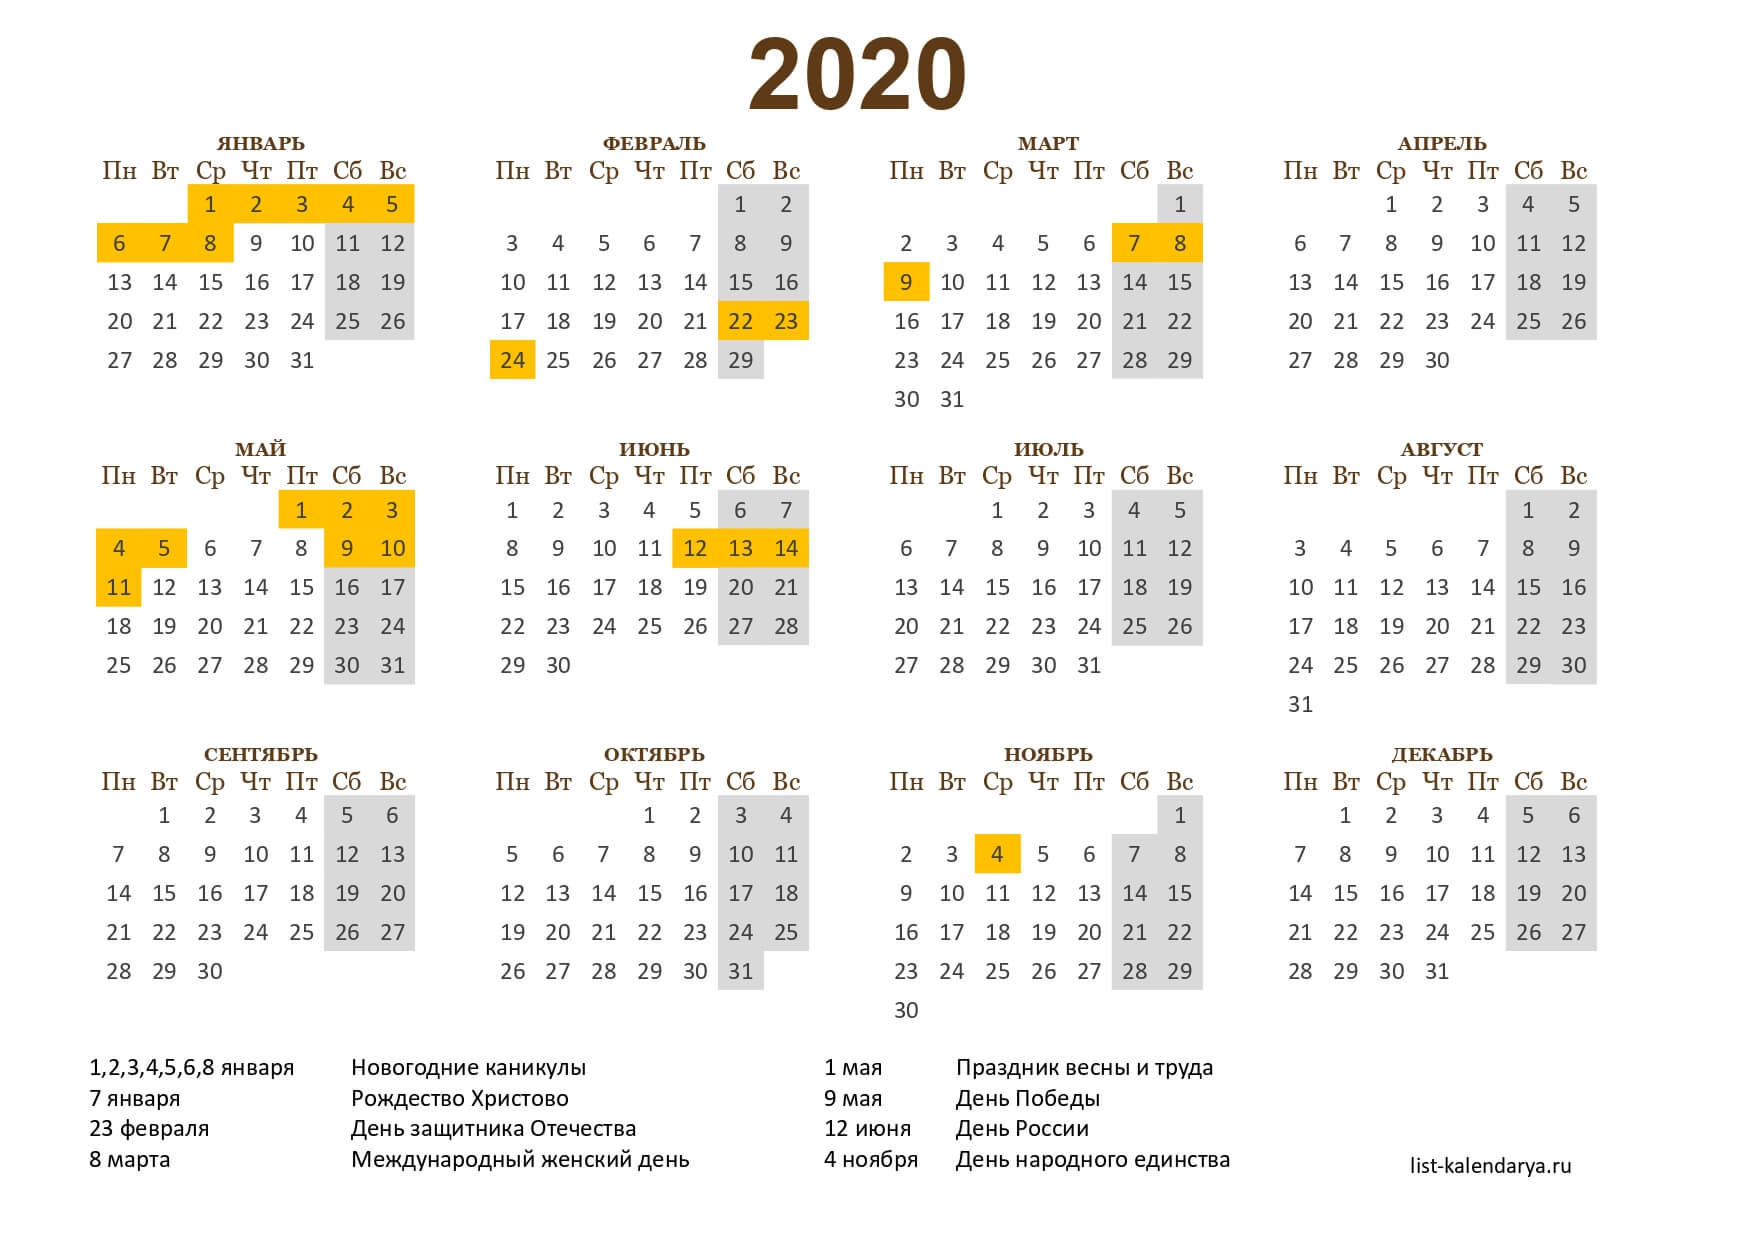 2020
ЯНВАРЬ ФЕВРАЛЬ МАРТ АПРЕЛЬ
Пн Вт Ср Чт Пт Сб Вс Пн Вт Ср Чт Пт Сб Вс Пн Вт Ср Чт Пт Сб Вс Пн Вт Ср Чт Пт Сб Вс
1 2 3 4 5 1 2 1 1 2 3 4 5
6 7 8 9 10 11 12 3 4 5 6 7 8 9 2 3 4 5 6 7 8 6 7 8 9 10 11 12
13 14 15 16 17 18 19 10 11 12 13 14 15 16 9 10 11 12 13 14 15 13 14 15 16 17 18 19
20 21 22 23 24 25 26 17 18 19 20 21 22 23 16 17 18 19 20 21 22 20 21 22 23 24 25 26
27 28 29 30 31 24 25 26 27 28 29 23 24 25 26 27 28 29 27 28 29 30
30 31
МАЙ ИЮНЬ ИЮЛЬ АВГУСТ
Пн Вт Ср Чт Пт Сб Вс Пн Вт Ср Чт Пт Сб Вс Пн Вт Ср Чт Пт Сб Вс Пн Вт Ср Чт Пт Сб Вс
1 2 3 1 2 3 4 5 6 7 1 2 3 4 5 1 2
4 5 6 7 8 9 10 8 9 10 11 12 13 14 6 7 8 9 10 11 12 3 4 5 6 7 8 9
11 12 13 14 15 16 17 15 16 17 18 19 20 21 13 14 15 16 17 18 19 10 11 12 13 14 15 16
18 19 20 21 22 23 24 22 23 24 25 26 27 28 20 21 22 23 24 25 26 17 18 19 20 21 22 23
25 26 27 28 29 30 31 29 30 27 28 29 30 31 24 25 26 27 28 29 30
31
СЕНТЯБРЬ ОКТЯБРЬ НОЯБРЬ ДЕКАБРЬ
Пн Вт Ср Чт Пт Сб Вс Пн Вт Ср Чт Пт Сб Вс Пн Вт Ср Чт Пт Сб Вс Пн Вт Ср Чт Пт Сб Вс
1 2 3 4 5 6 1 2 3 4 1 1 2 3 4 5 6
7 8 9 10 11 12 13 5 6 7 8 9 10 11 2 3 4 5 6 7 8 7 8 9 10 11 12 13
14 15 16 17 18 19 20 12 13 14 15 16 17 18 9 10 11 12 13 14 15 14 15 16 17 18 19 20
21 22 23 24 25 26 27 19 20 21 22 23 24 25 16 17 18 19 20 21 22 21 22 23 24 25 26 27
28 29 30 26 27 28 29 30 31 23 24 25 26 27 28 29 28 29 30 31
30
1,2,3,4,5,6,8 января Новогодние каникулы 1 мая Праздник весны и труда
7 января Рождество Христово 9 мая День Победы
23 февраля День защитника Отечества 12 июня День России
8 марта Международный женский день 4 ноября День народного единства
list-kalendarya.ru